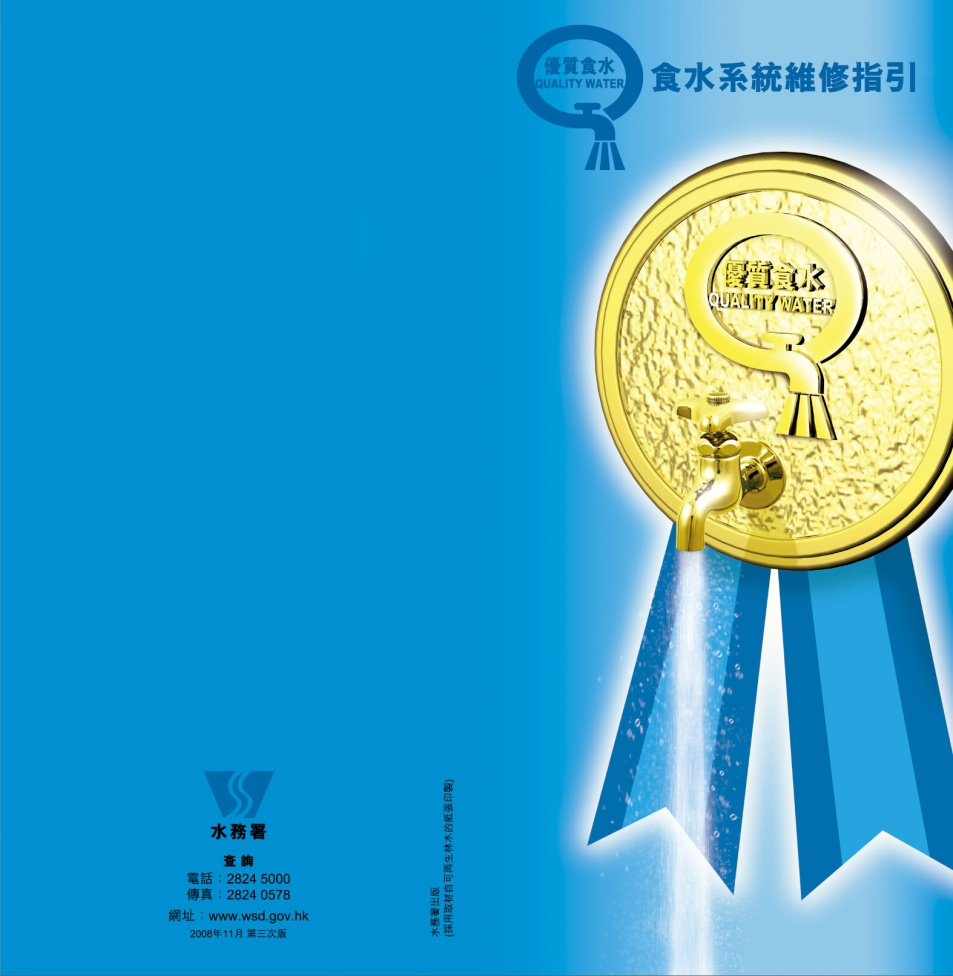 優質食水
QUALITY WATER
食水系統維修指引
優質食水
QUALITY WATER
水務署
查詢
電話：2824 5000
傳真：2824 0578
網址：www.wsd.gov.hk
2008年11月 第三次版
水務署出版
(採用取材自可再生林木的紙張印製)